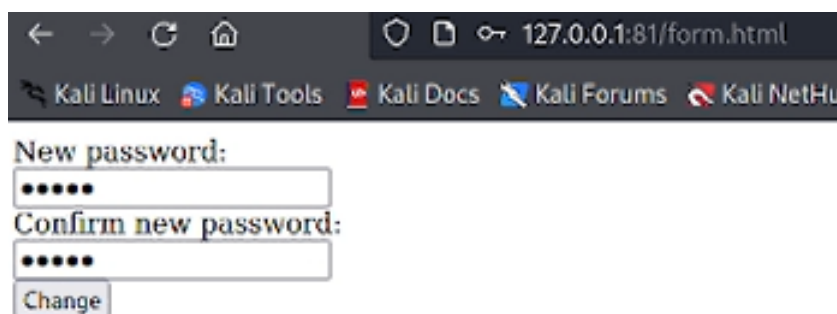 127.0.0.1:81/form.html
Kali Linux Kali Tools Kali Docs Kali Forums Kali NetHu
New password:
•••••
Confirm new password:
•••••
Change